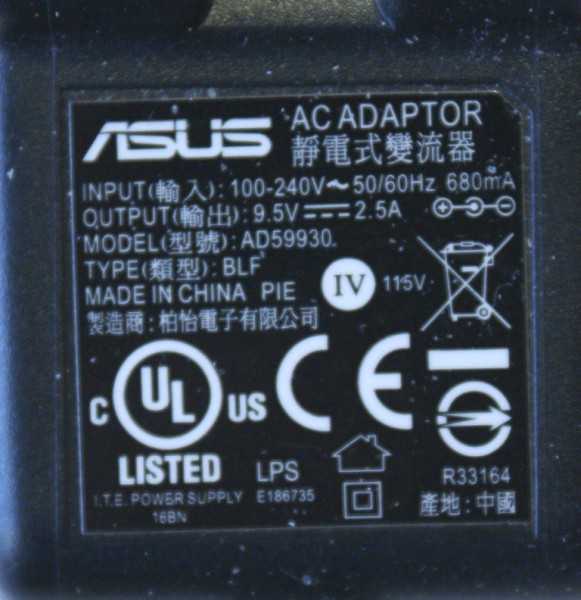 ASUS AC ADAPTOR
靜電式變流器
INPUT(輸入): 100-240V~50/60Hz 680mA
OUTPUT(輸出): 9.5V⎓2.5A
MODEL(型號): AD59930
TYPE(類型): BLF
MADE IN CHINA PIE
IV 115V
製造商: 柏怡電子有限公司
C UL US CE
LISTED
LPS
I.T.E. POWER SUPPLY E186735
16BN
R33164
產地: 中國